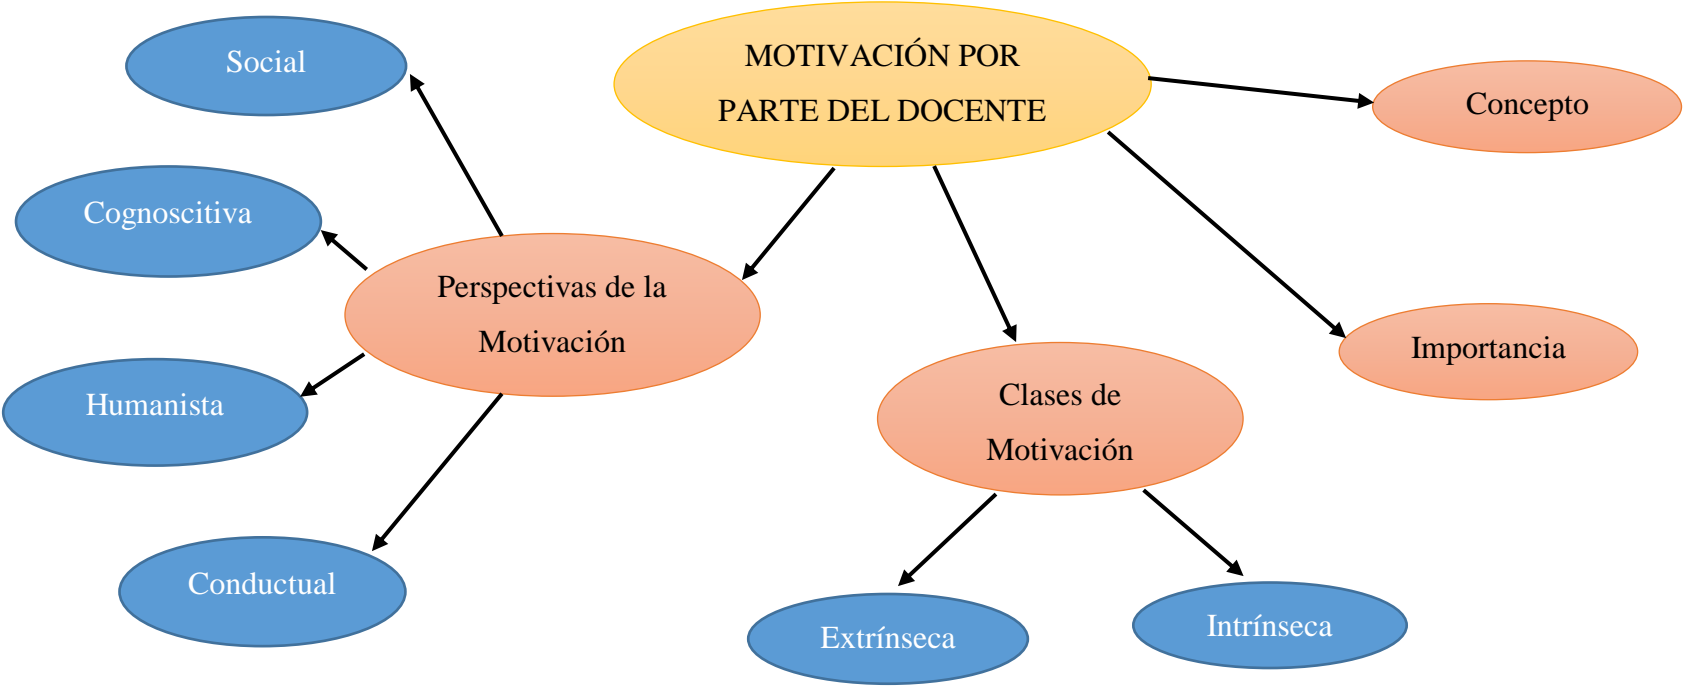 MOTIVACIÓN POR
PARTE DEL DOCENTE
Concepto
Importancia
Clases de
Motivación
Extrínseca
Intrínseca
Perspectivas de la
Motivación
Social
Cognoscitiva
Humanista
Conductual